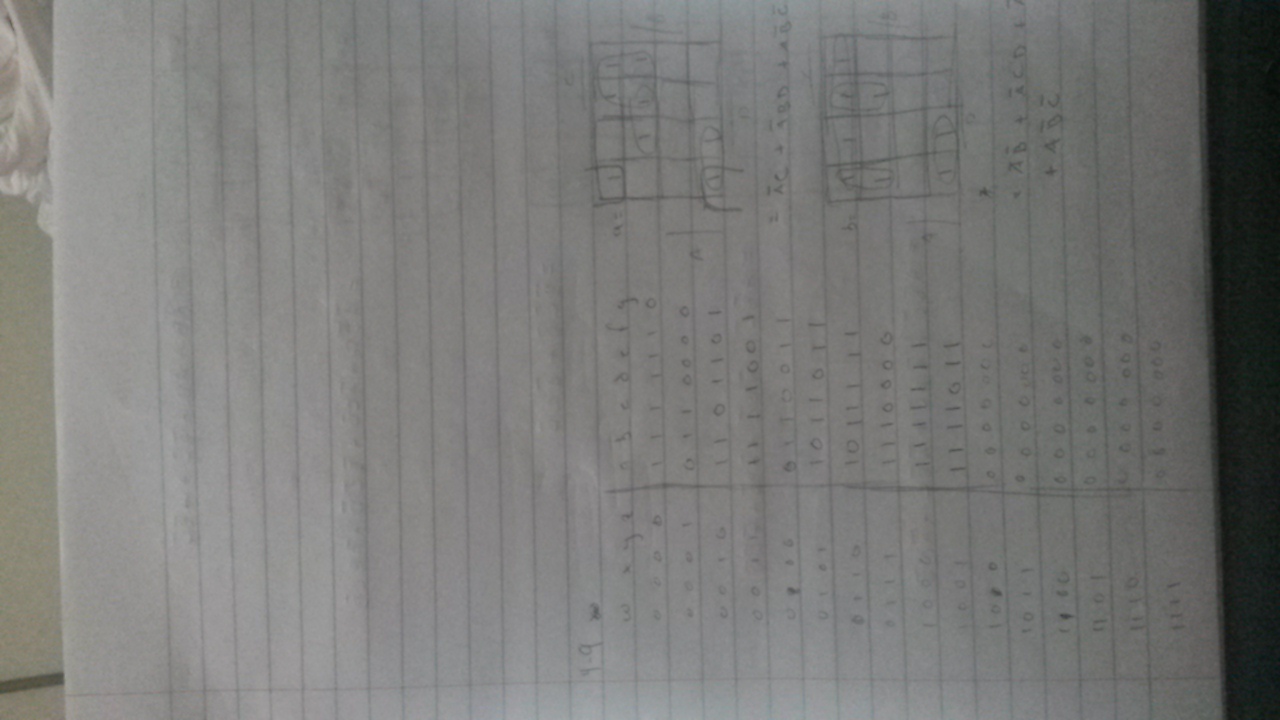 4-9
w x y z | a b c d e f g
0 0 0 0 | 1 1 1 1 1 1 0
0 0 0 1 | 0 1 1 0 0 0 0
0 0 1 0 | 1 1 0 1 1 0 1
0 0 1 1 | 1 1 1 1 0 0 1
0 1 0 0 | 0 1 1 0 0 1 1
0 1 0 1 | 1 0 1 1 0 1 1
0 1 1 0 | 1 0 1 1 1 1 1
0 1 1 1 | 1 1 1 0 0 0 0
1 0 0 0 | 1 1 1 1 1 1 1
1 0 0 1 | 1 1 1 1 0 1 1
1 0 1 0 | 0 0 0 0 0 0 0
1 0 1 1 | 0 0 0 0 0 0 0
1 1 0 0 | 0 0 0 0 0 0 0
1 1 0 1 | 0 0 0 0 0 0 0
1 1 1 0 | 0 0 0 0 0 0 0
1 1 1 1 | 0 0 0 0 0 0 0
C
a=
1 1 1
1 1 1 B
A
1 1
D
= A̅C + A̅BD + AB̅C̅
b=
1 1 1 1
1 1 B
1 1
D
= A̅B̅ + A̅CD +
+ AB̅C̅